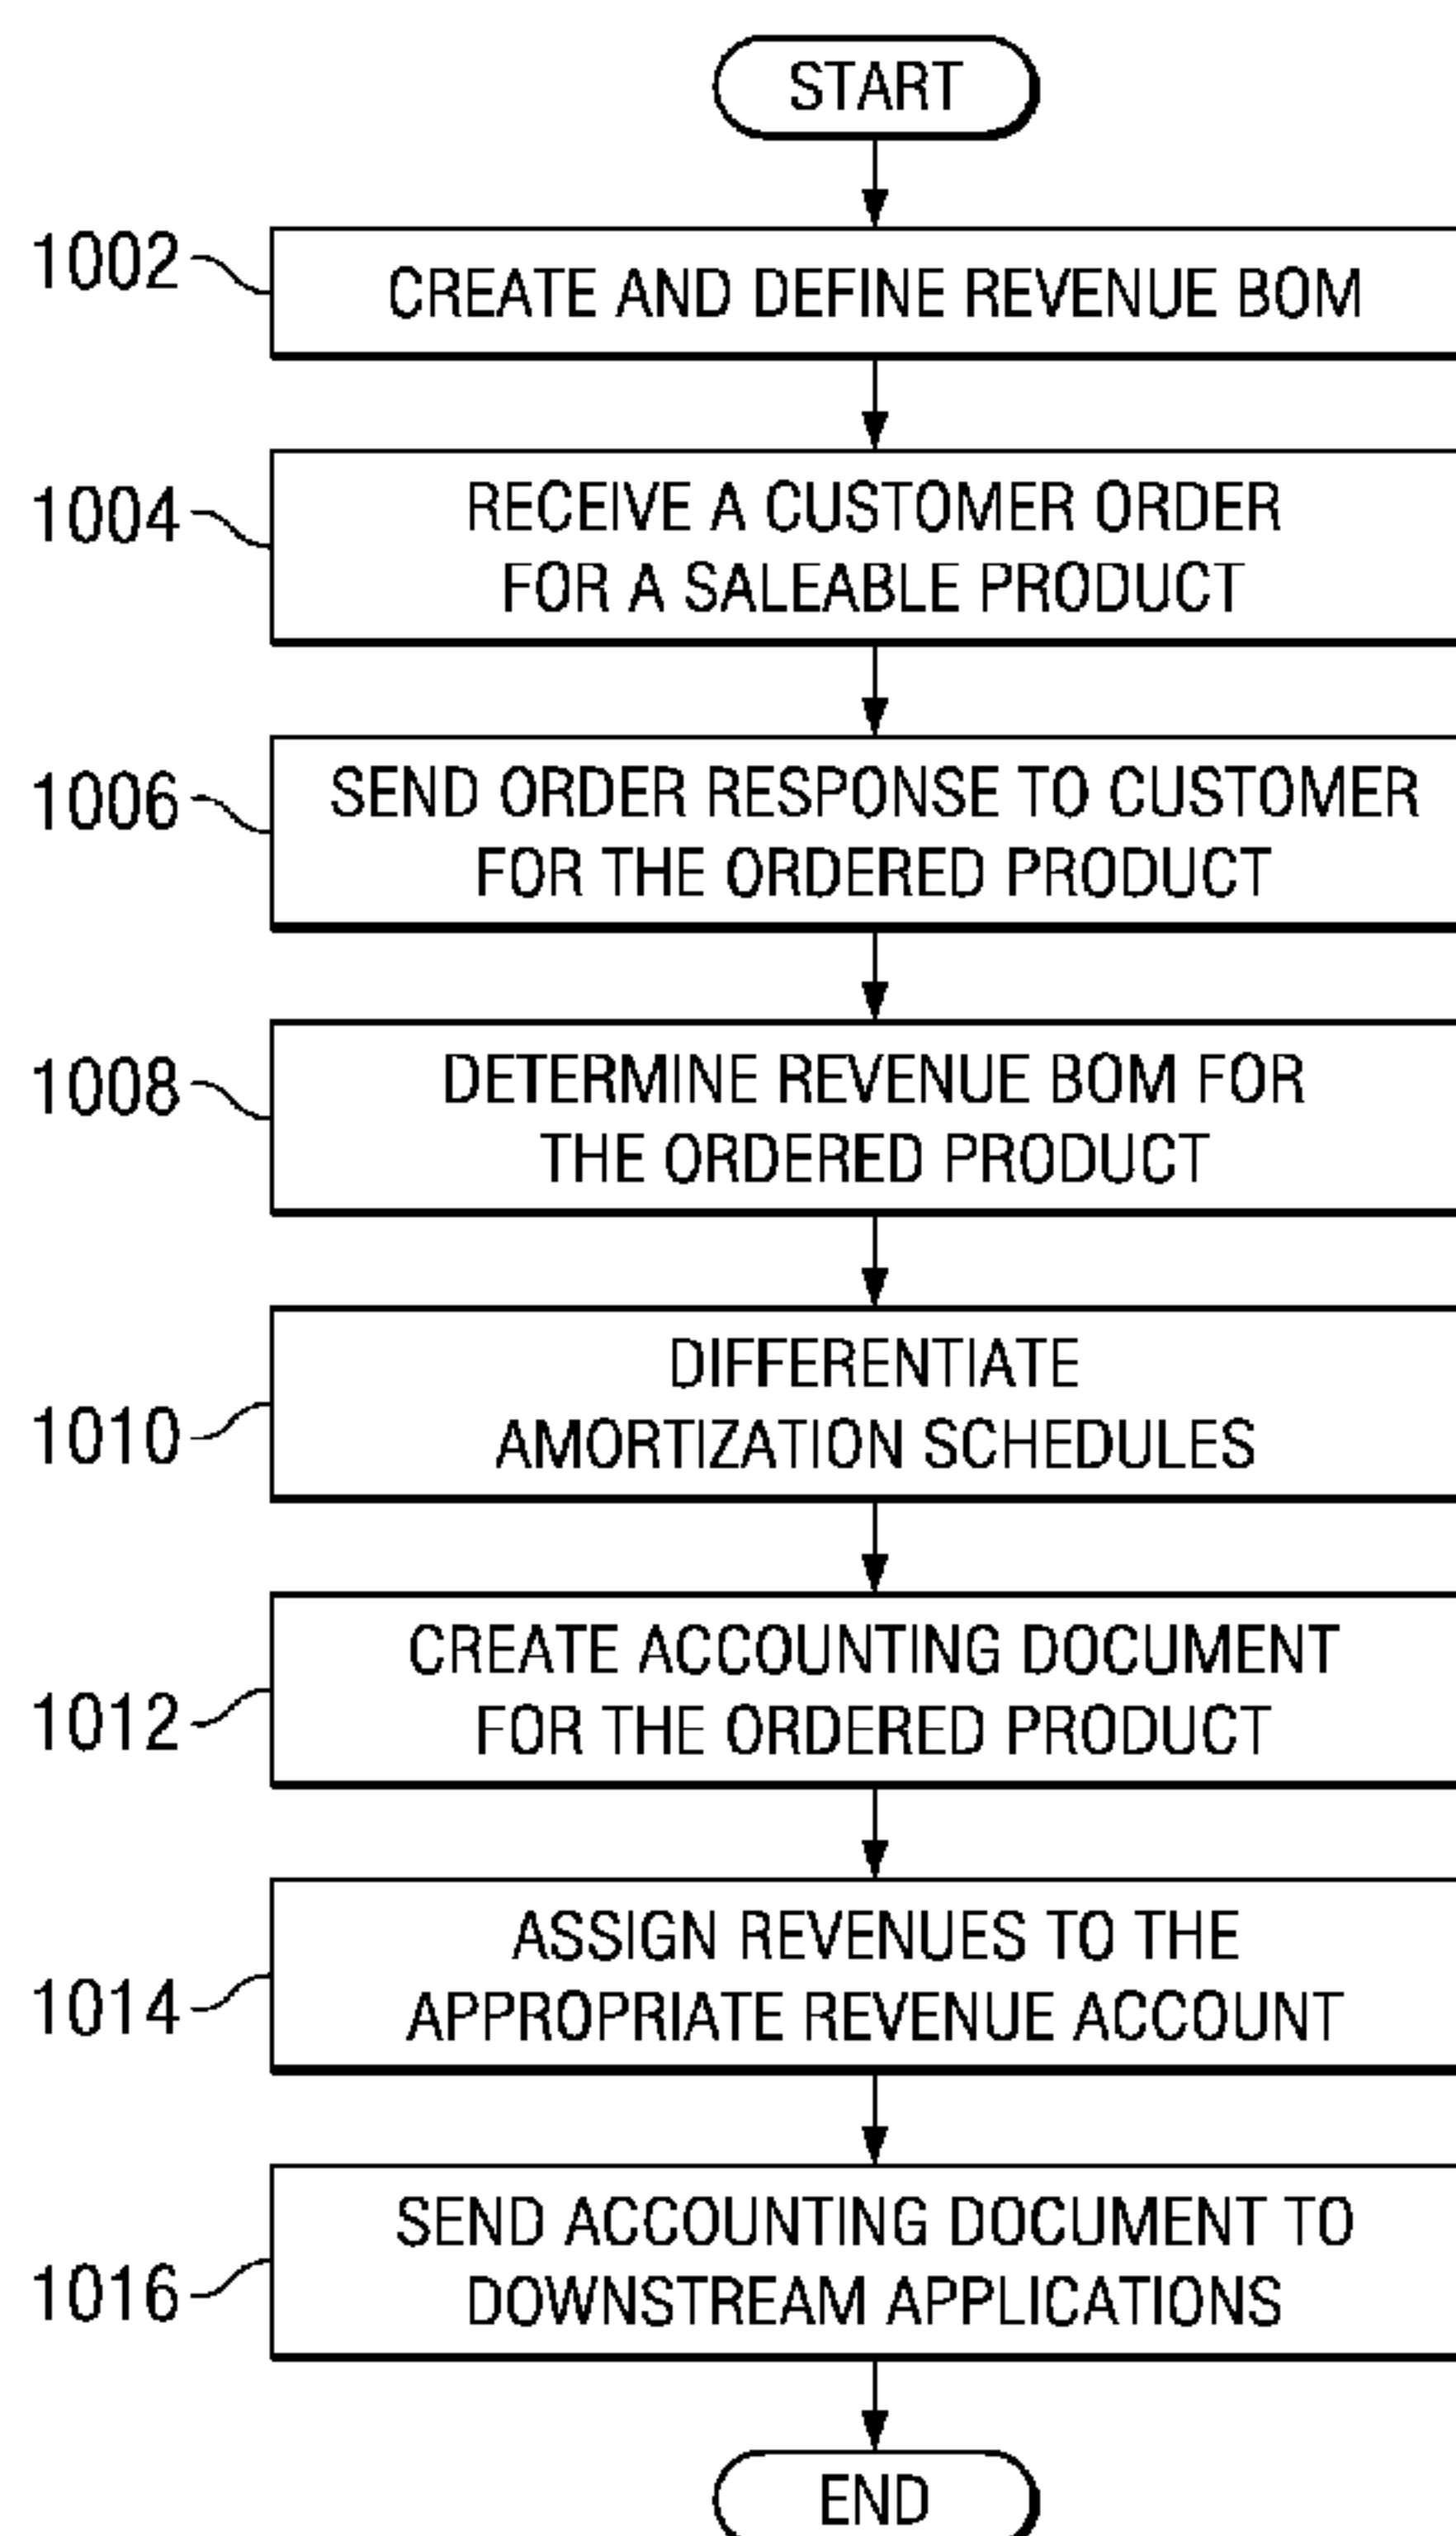 START
1002
CREATE AND DEFINE REVENUE BOM
1004
RECEIVE A CUSTOMER ORDER
FOR A SALEABLE PRODUCT
1006
SEND ORDER RESPONSE TO CUSTOMER
FOR THE ORDERED PRODUCT
1008
DETERMINE REVENUE BOM FOR
THE ORDERED PRODUCT
1010
DIFFERENTIATE
AMORTIZATION SCHEDULES
1012
CREATE ACCOUNTING DOCUMENT
FOR THE ORDERED PRODUCT
1014
ASSIGN REVENUES TO THE
APPROPRIATE REVENUE ACCOUNT
1016
SEND ACCOUNTING DOCUMENT TO
DOWNSTREAM APPLICATIONS
END